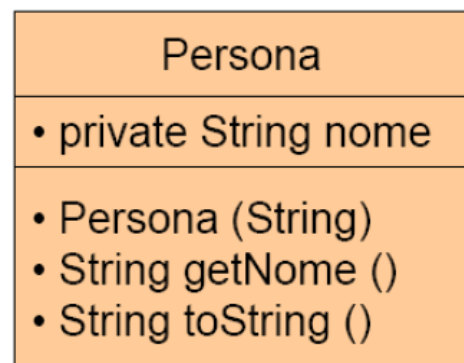 Persona
• private String nome
• Persona (String)
• String getNome ()
• String toString ()